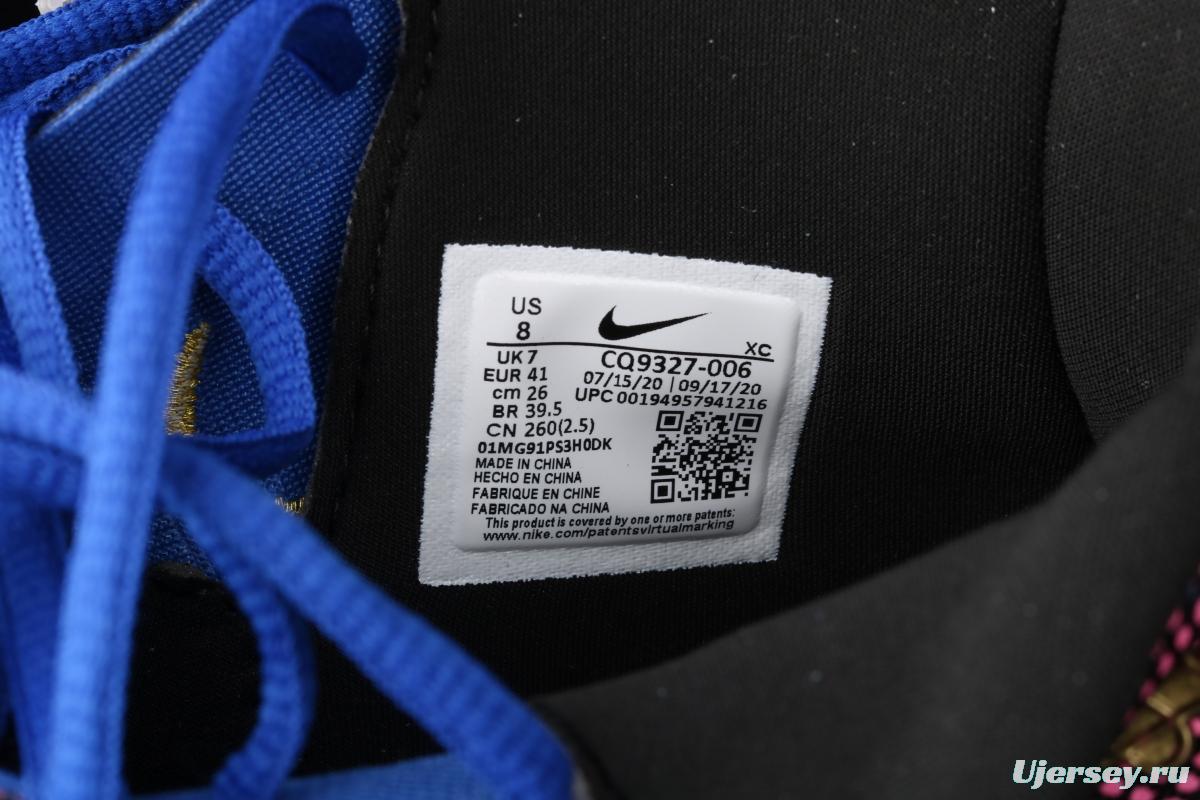 US
8
XC
UK 7
EUR 41
cm 26
BR 39.5
CN 260(2.5)
CQ9327-006
07/15/20 | 09/17/20
UPC 00194957941216
01MG91PS3H0DK
MADE IN CHINA
HECHO EN CHINA
FABRIQUE EN CHINE
FABRICADO NA CHINA
This product is covered by one or more patents:
www.nike.com/patentsvirtualmarking
Ujersey.ru